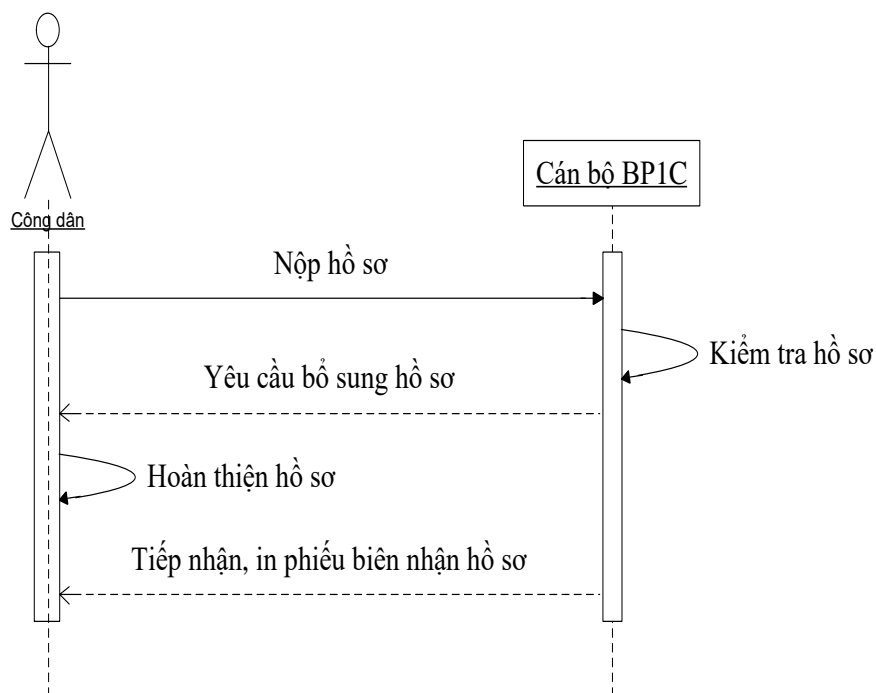 Công dân
Cán bộ BP1C
Nộp hồ sơ
Kiểm tra hồ sơ
Yêu cầu bổ sung hồ sơ
Hoàn thiện hồ sơ
Tiếp nhận, in phiếu biên nhận hồ sơ